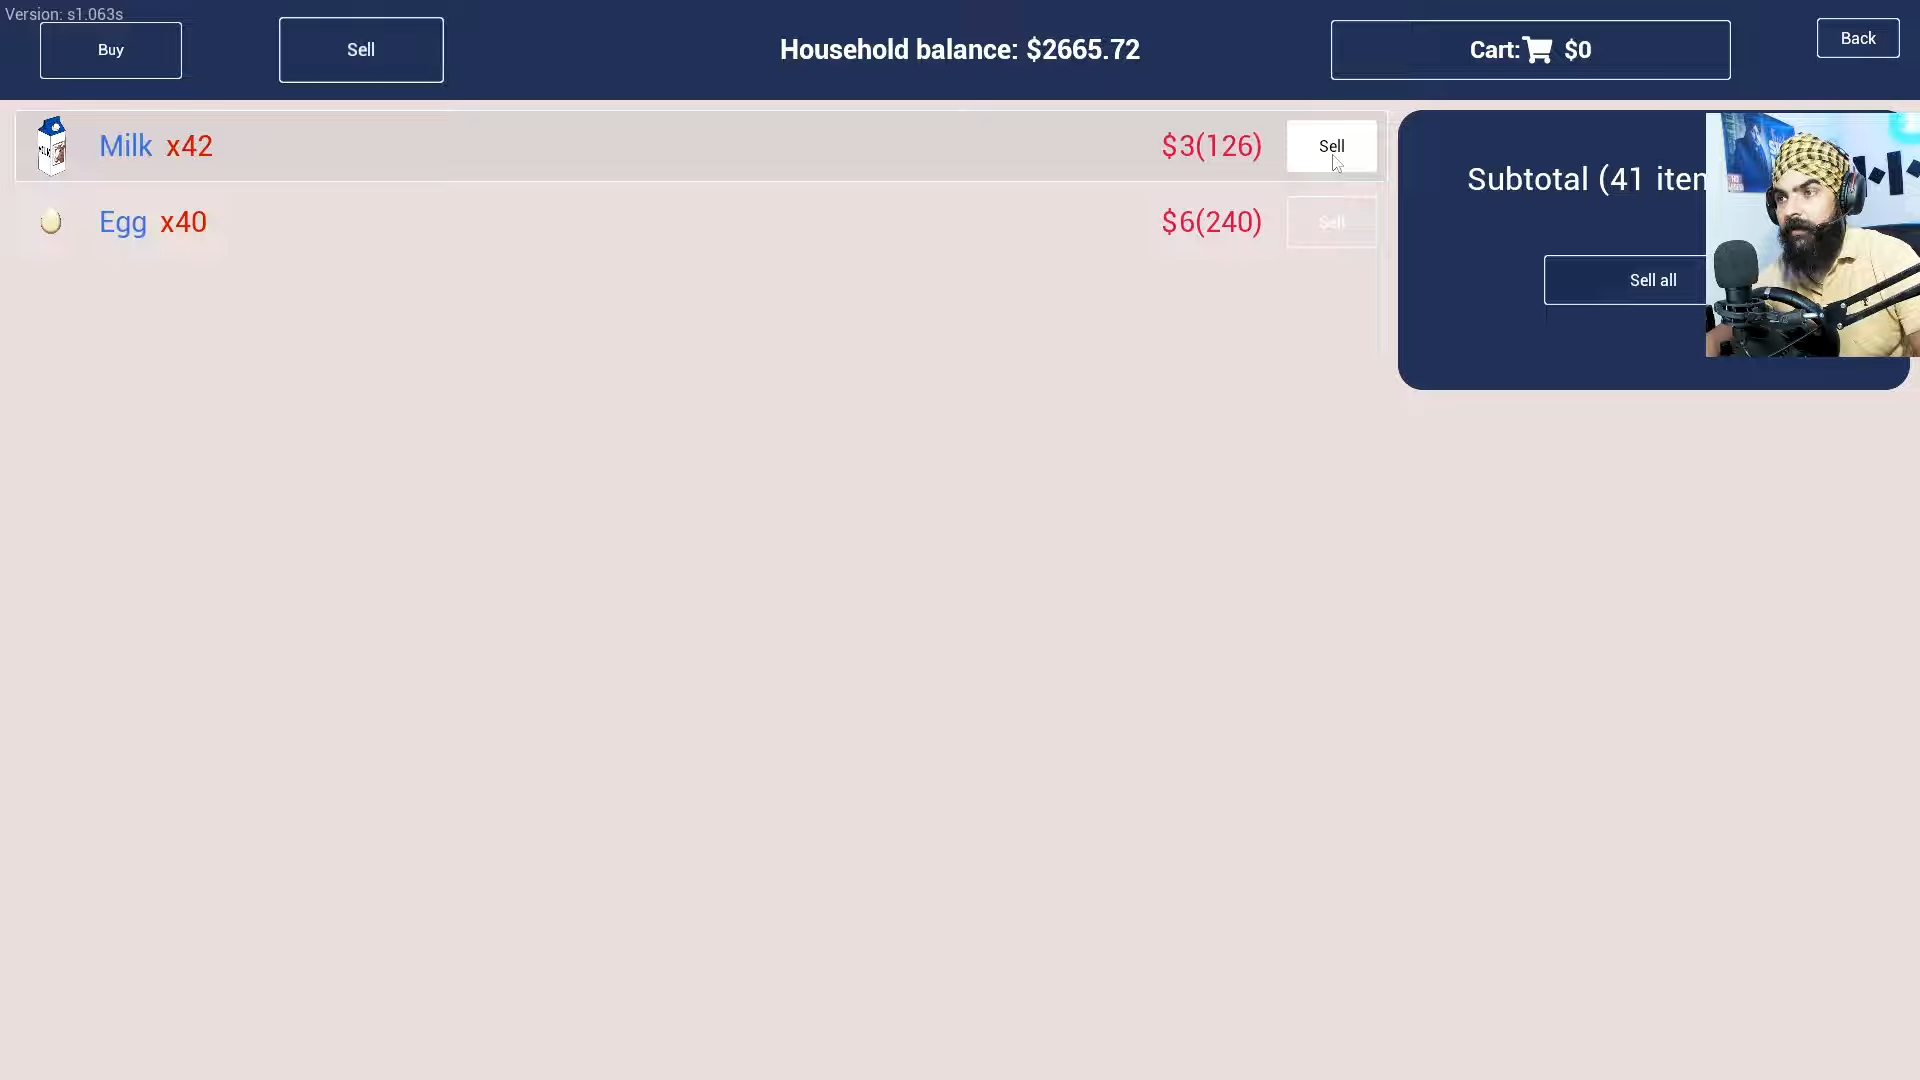 Version: s1.063s
Buy
Sell
Household balance: $2665.72
Cart: $0
Back
Milk x42
$3(126)
Sell
Subtotal (41
Egg x40
$6(240)
Sell
Sell all